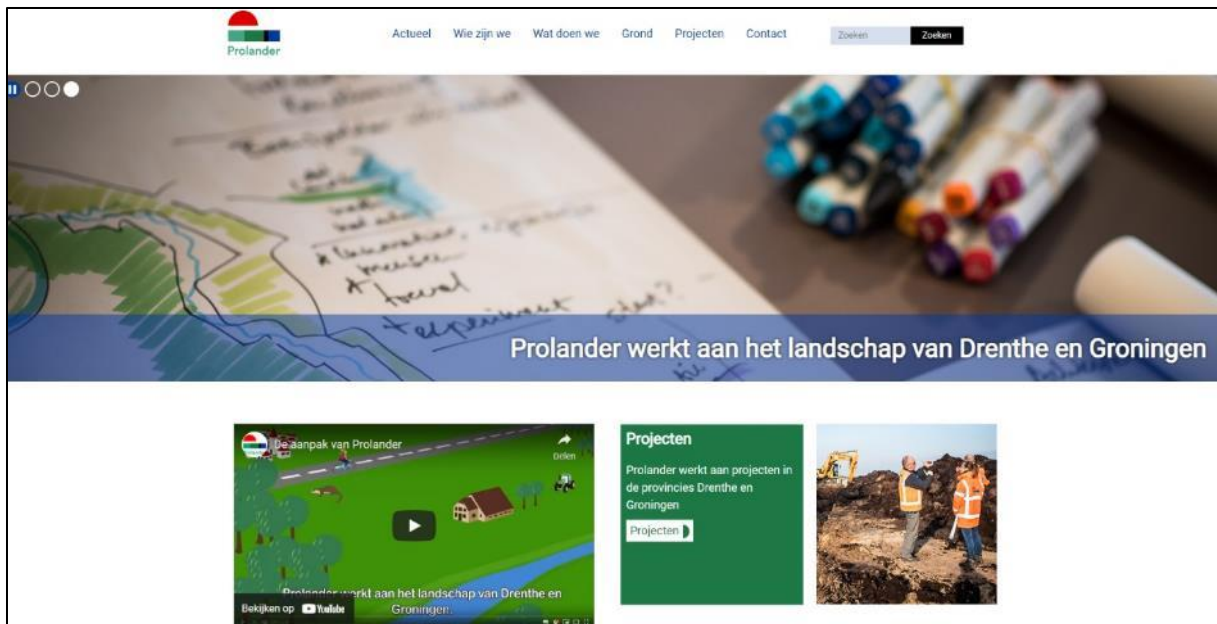 Prolander
Actueel Wie zijn we Wat doen we Grond Projecten Contact
Zoeken Zoeken
+ experiment start?
Prolander werkt aan het landschap van Drenthe en Groningen
De aanpak van Prolander
Delen
Prolander werkt aan het landschap van Drenthe en
Groningen.
Bekijken op YouTube
Projecten
Prolander werkt aan projecten in
de provincies Drenthe en
Groningen
Projecten